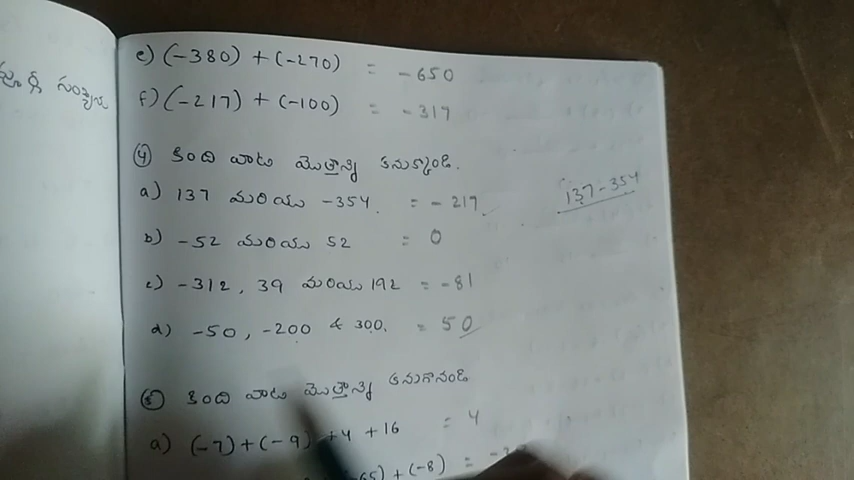 e) (-380) + (-270) = -650
f) (-217) + (-100) = -317
④ కింది వాటి మొత్తాన్ని కనుక్కోండి.
a) 137 మరియు -354. = -217
137-354
b) -52 మరియు 52 = 0
c) -312, 39 మరియు 192 = -81
d) -50, -200 & 300. = 50
⑤ కింది వాటి మొత్తాన్ని కనుగొనండి
a) (-7)+(-9)+4+16 = 4
+(-8) =